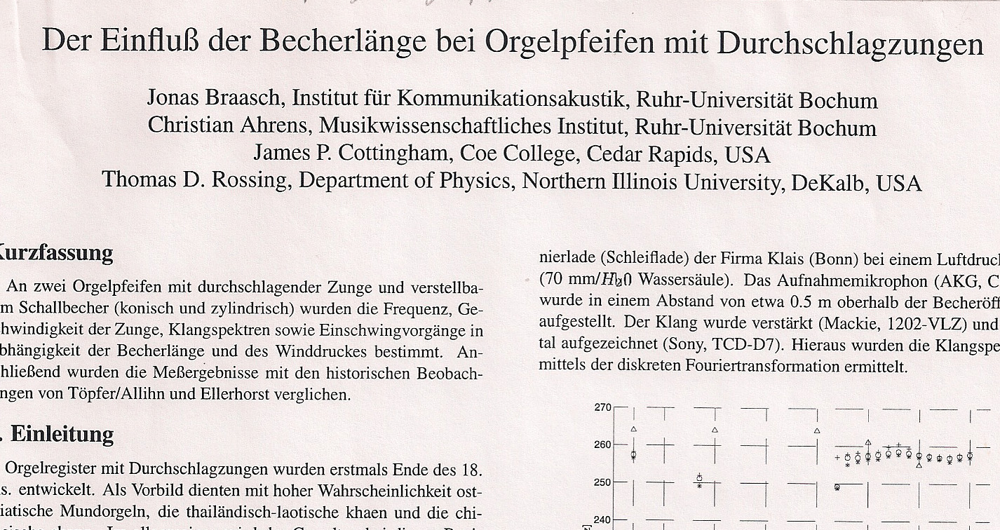 Der Einfluß der Becherlänge bei Orgelpfeifen mit Durchschlagzungen
Jonas Braasch, Institut für Kommunikationsakustik, Ruhr-Universität Bochum
Christian Ahrens, Musikwissenschaftliches Institut, Ruhr-Universität Bochum
James P. Cottingham, Coe College, Cedar Rapids, USA
Thomas D. Rossing, Department of Physics, Northern Illinois University, DeKalb, USA
Kurzfassung
An zwei Orgelpfeifen mit durchschlagender Zunge und verstellba-
m Schallbecher (konisch und zylindrisch) wurden die Frequenz, Ge-
hwindigkeit der Zunge, Klangspektren sowie Einschwingvorgänge in
bhängigkeit der Becherlänge und des Winddruckes bestimmt. An-
hließend wurden die Meßergebnisse mit den historischen Beobach-
ngen von Töpfer/Allihn und Ellerhorst verglichen.
. Einleitung
Orgelregister mit Durchschlagzungen wurden erstmals Ende des 18.
s. entwickelt. Als Vorbild dienten mit hoher Wahrscheinlichkeit ost-
iatische Mundorgeln, die thailändisch-laotische khaen und die chi-
nierlade (Schleiflade) der Firma Klais (Bonn) bei einem Luftdruc
(70 mm/H20 Wassersäule). Das Aufnahmemikrophon (AKG, C
wurde in einem Abstand von etwa 0.5 m oberhalb der Becheröff
aufgestellt. Der Klang wurde verstärkt (Mackie, 1202-VLZ) und
tal aufgezeichnet (Sony, TCD-D7). Hieraus wurden die Klangspe
mittels der diskreten Fouriertransformation ermittelt.
270
260
250
240